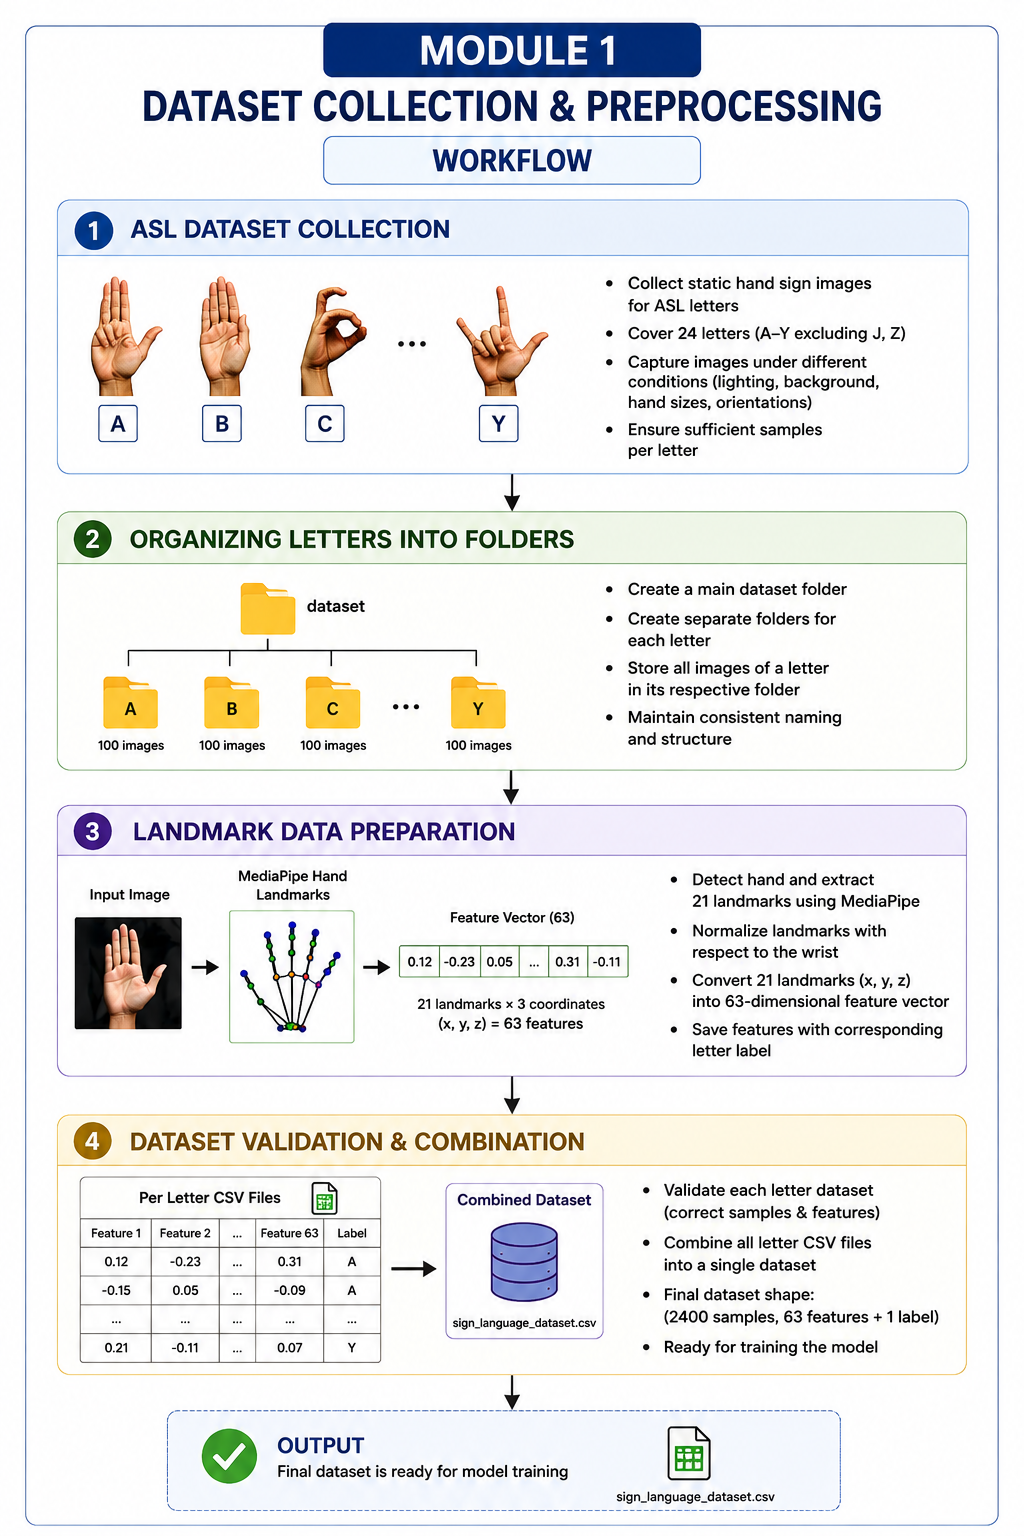 MODULE 1
DATASET COLLECTION & PREPROCESSING
WORKFLOW
1 ASL DATASET COLLECTION
A B C ... Y
• Collect static hand sign images
for ASL letters
• Cover 24 letters (A–Y excluding J, Z)
• Capture images under different
conditions (lighting, background,
hand sizes, orientations)
• Ensure sufficient samples
per letter
2 ORGANIZING LETTERS INTO FOLDERS
dataset
A B C ... Y
100 images 100 images 100 images 100 images
• Create a main dataset folder
• Create separate folders for
each letter
• Store all images of a letter
in its respective folder
• Maintain consistent naming
and structure
3 LANDMARK DATA PREPARATION
Input Image
MediaPipe Hand
Landmarks
Feature Vector (63)
0.12 -0.23 0.05 ... 0.31 -0.11
21 landmarks × 3 coordinates
(x, y, z) = 63 features
• Detect hand and extract
21 landmarks using MediaPipe
• Normalize landmarks with
respect to the wrist
• Convert 21 landmarks (x, y, z)
into 63-dimensional feature vector
• Save features with corresponding
letter label
4 DATASET VALIDATION & COMBINATION
Per Letter CSV Files
Feature 1 Feature 2 ... Feature 63 Label
0.12 -0.23 ... 0.31 A
-0.15 0.05 ... -0.09 A
... ... ... ... ...
0.21 -0.11 ... 0.07 Y
Combined Dataset
sign_language_dataset.csv
• Validate each letter dataset
(correct samples & features)
• Combine all letter CSV files
into a single dataset
• Final dataset shape:
(2400 samples, 63 features + 1 label)
• Ready for training the model
OUTPUT
Final dataset is ready for model training
sign_language_dataset.csv